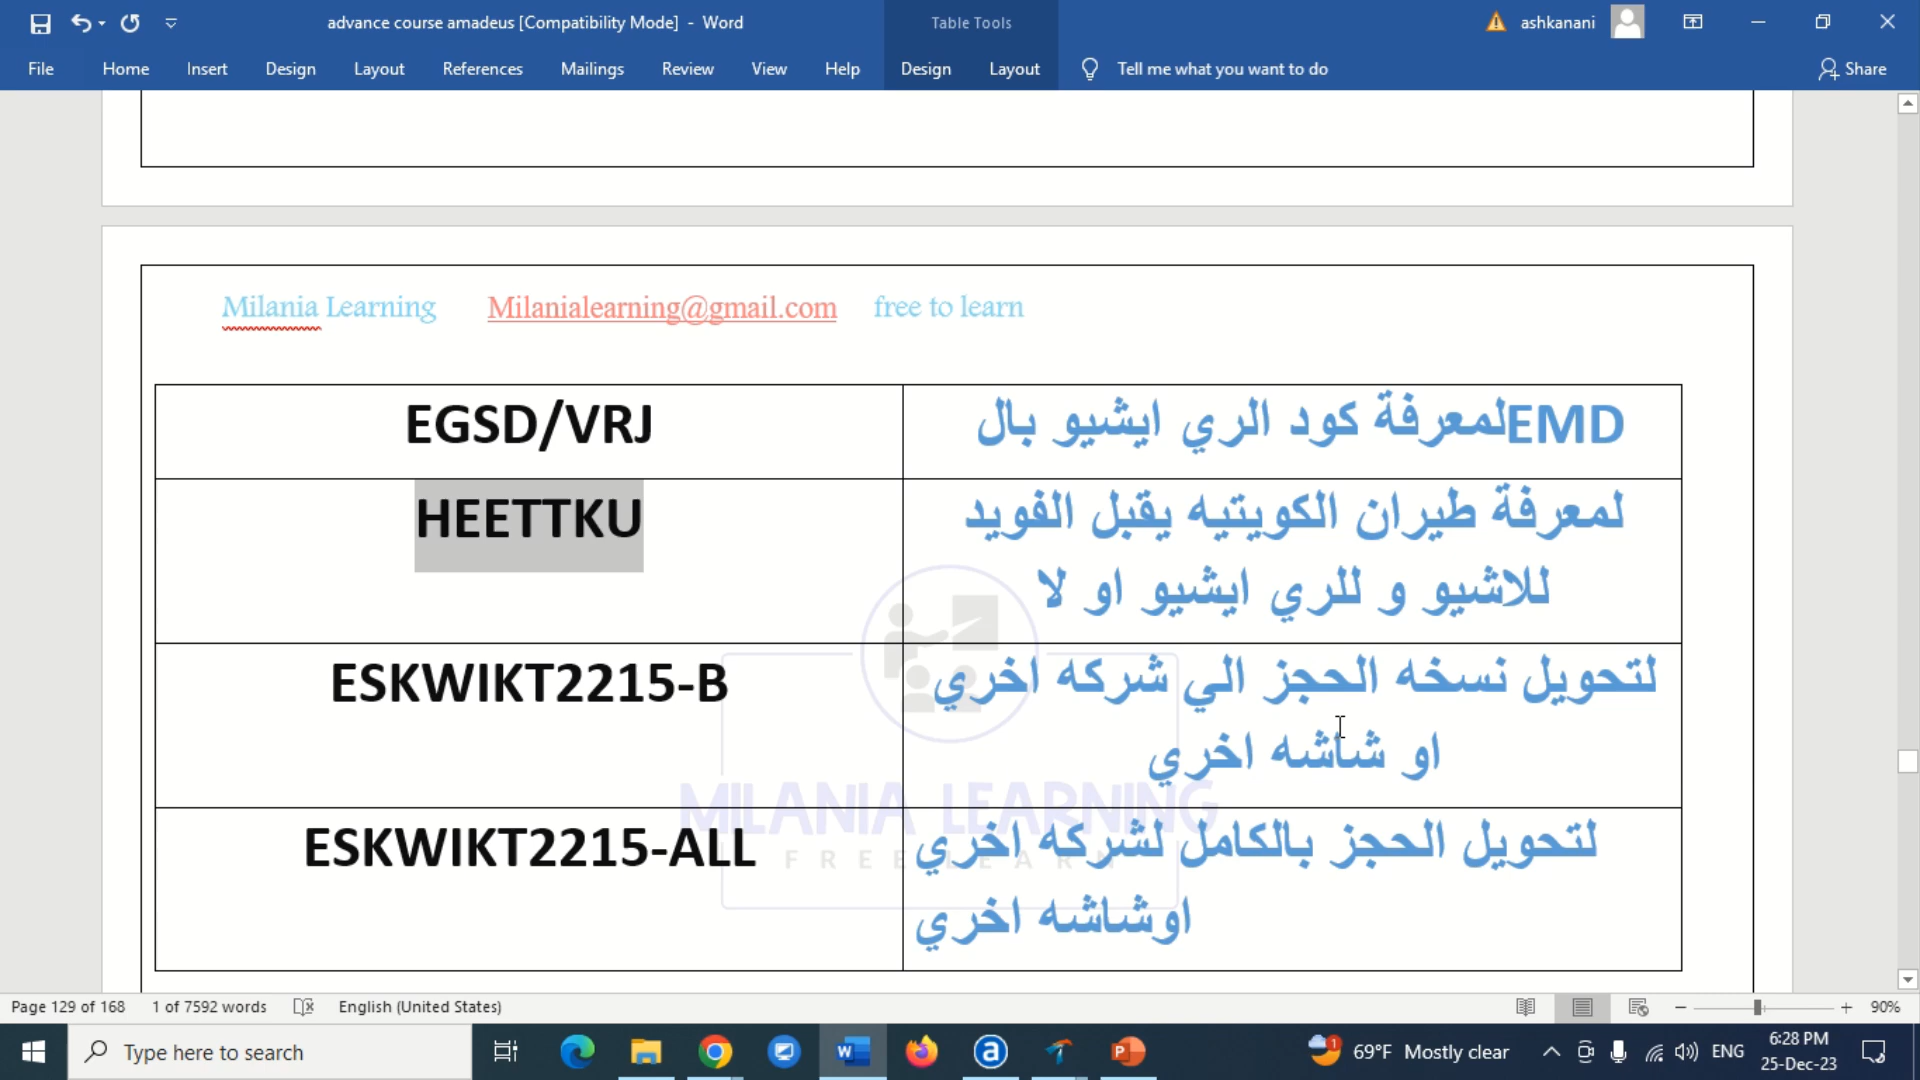 advance course amadeus [Compatibility Mode] - Word
Table Tools
ashkanani
File Home Insert Design Layout References Mailings Review View Help Design Layout Tell me what you want to do Share
Milania Learning Milanialearning@gmail.com free to learn
EGSD/VRJ
EMDلمعرفة كود الري ايشيو بال
HEETTKU
لمعرفة طيران الكويتيه يقبل الفويد
للاشيو و للري ايشيو او لا
ESKWIKT2215-B
لتحويل نسخه الحجز الي شركه اخري
او شاشه اخري
ESKWIKT2215-ALL
لتحويل الحجز بالكامل لشركه اخري
اوشاشه اخري
MILANIA LEARNING
FREE LEARN
Page 129 of 168 1 of 7592 words English (United States) 90%
Type here to search
69°F Mostly clear
ENG
6:28 PM
25-Dec-23